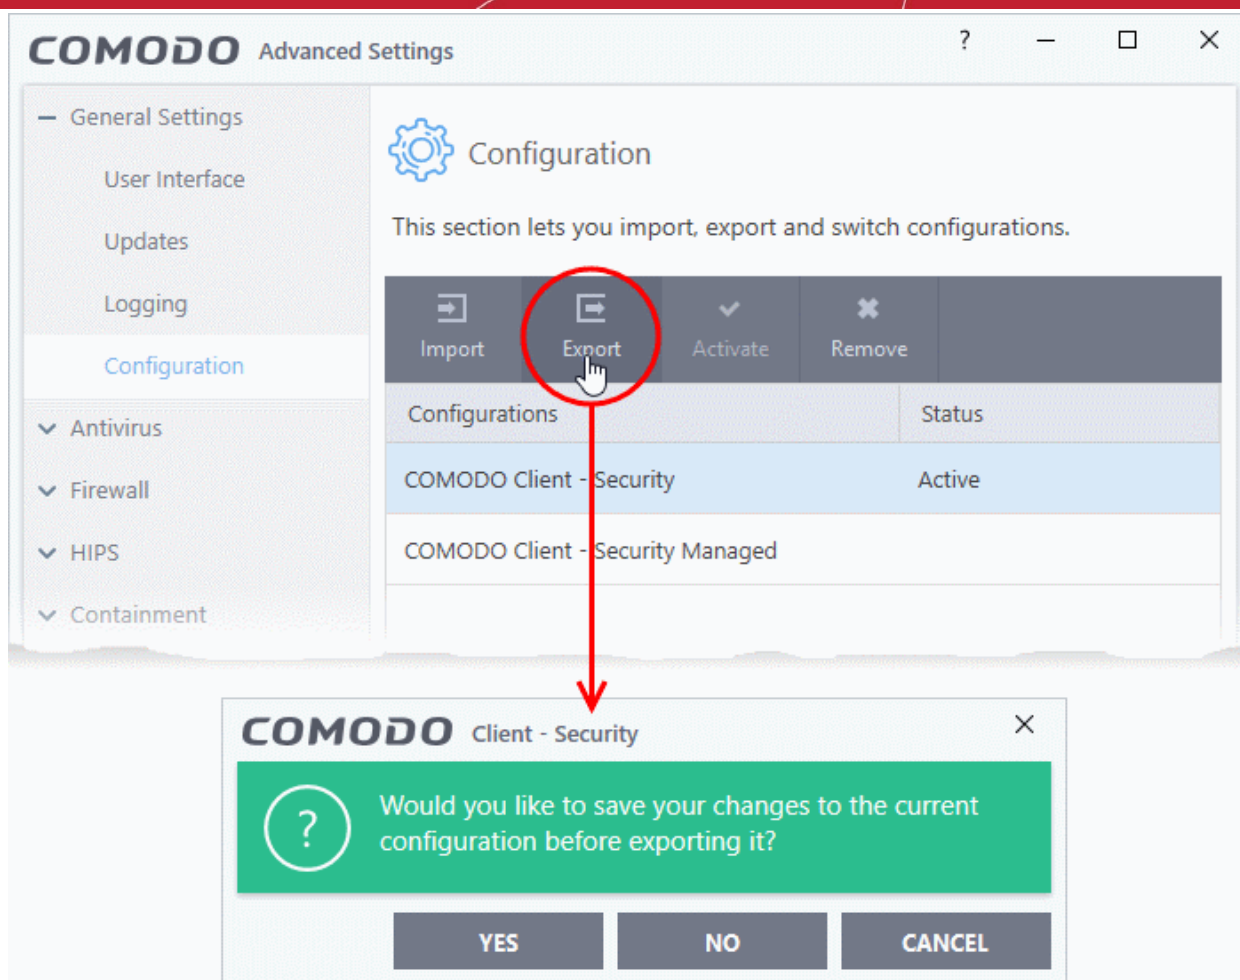 COMODO Advanced Settings ?
General Settings
User Interface
Updates
Logging
Configuration
Antivirus
Firewall
HIPS
Containment
Configuration
This section lets you import, export and switch configurations.
Import Export Activate Remove
Configurations Status
COMODO Client - Security Active
COMODO Client - Security Managed
COMODO Client - Security
?
Would you like to save your changes to the current
configuration before exporting it?
YES NO CANCEL